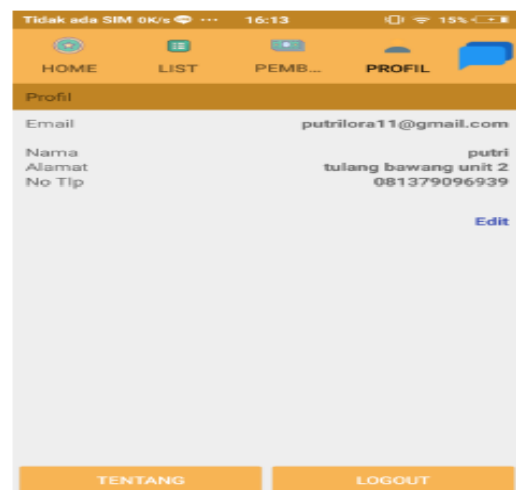 Tidak ada SIM 0K/s ··· 16:13 15%
HOME LIST PEMB... PROFIL
Profil
Email putrilora11@gmail.com
Nama putri
Alamat tulang bawang unit 2
No Tlp 081379096939
Edit
TENTANG LOGOUT